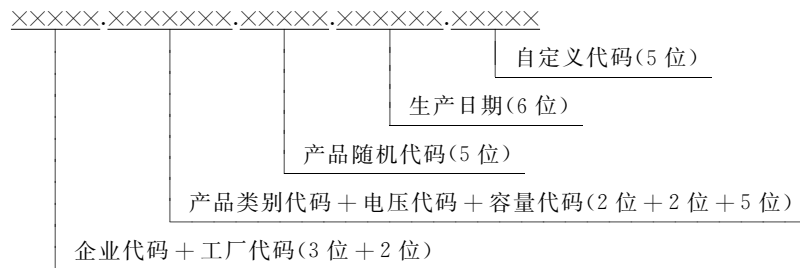 ×××××.×××××××.×××××.××××××.×××××
自定义代码(5位)
生产日期(6位)
产品随机代码(5位)
产品类别代码+电压代码+容量代码(2位+2位+5位)
企业代码+工厂代码(3位+2位)